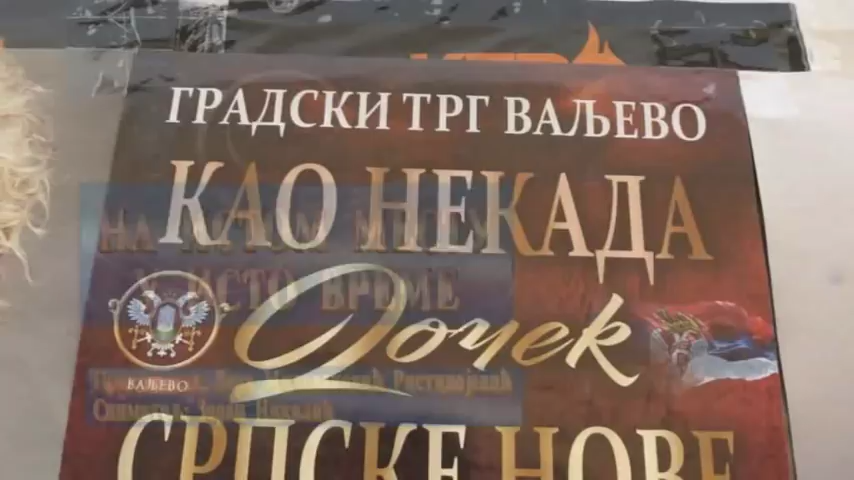 ГРАДСКИ ТРГ ВАЉЕВО
КАО НЕКАДА
НА ИСТОМ МЕСТУ
У ИСТО ВРЕМЕ
Дочек
ВАЉЕВО
СРПСКЕ НОВЕ